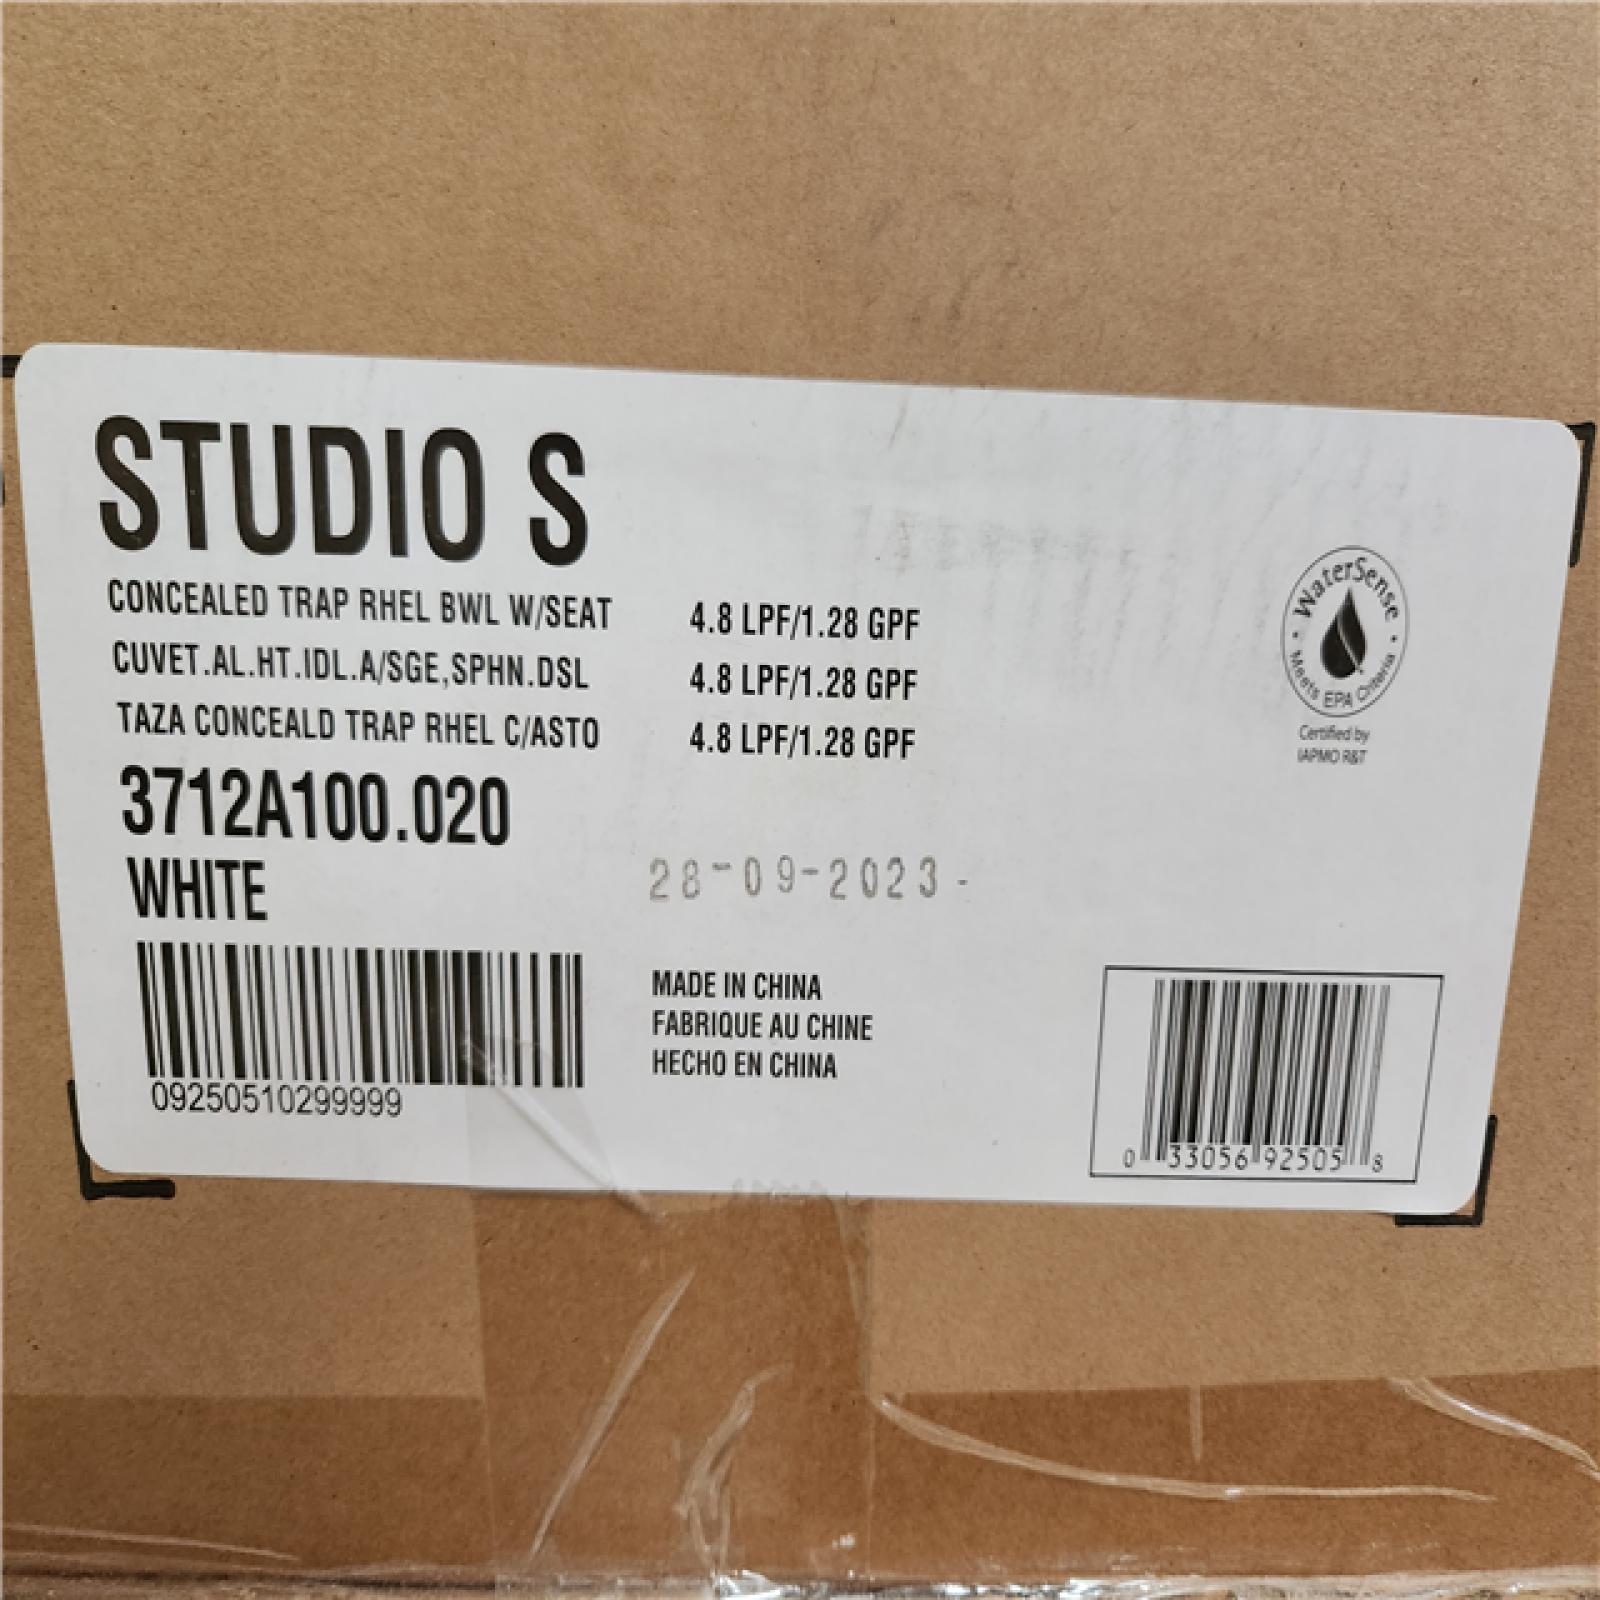 STUDIO S
CONCEALED TRAP RHEL BWL W/SEAT 4.8 LPF/1.28 GPF
CUVET.AL.HT.IDL.A/SGE,SPHN.DSL 4.8 LPF/1.28 GPF
TAZA CONCEALD TRAP RHEL C/ASTO 4.8 LPF/1.28 GPF
3712A100.020
WHITE
28-09-2023-
09250510299999
MADE IN CHINA
FABRIQUE AU CHINE
HECHO EN CHINA
WaterSense
Meets EPA Criteria
Certified by
IAPMO R&T
0 33056 92505 8